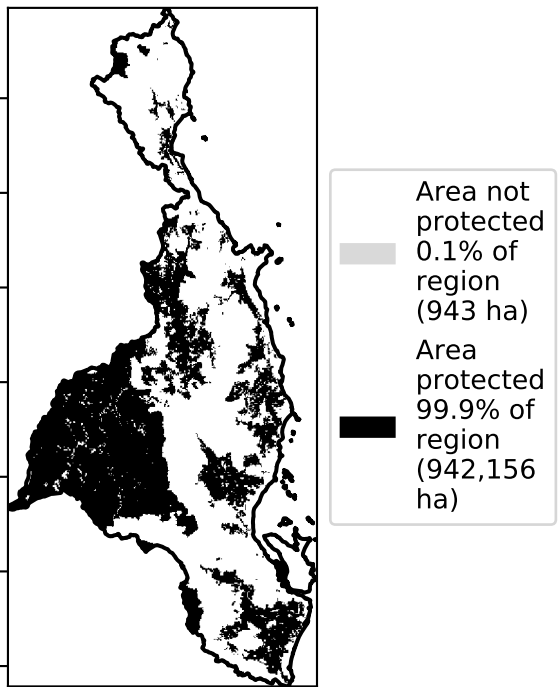 Area not
protected
0.1% of
region
(943 ha)
Area
protected
99.9% of
region
(942,156
ha)